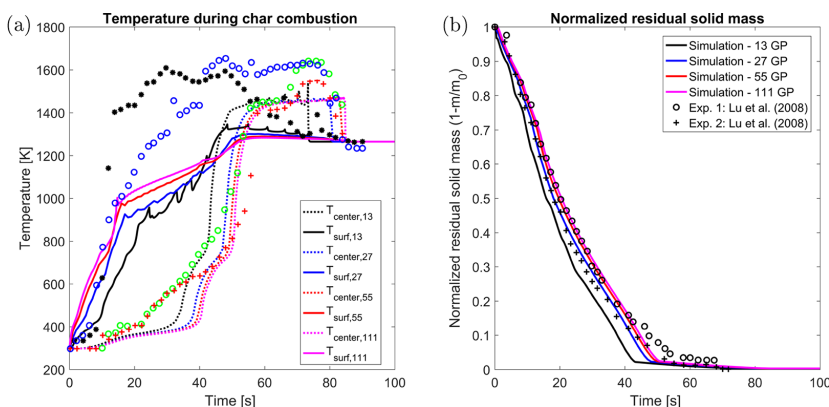 (a)
Temperature during char combustion
1800
1600
1400
1200
1000
800
600
400
200
Temperature [K]
0
20
40
60
80
100
Time [s]
T_center,13
T_surf,13
T_center,27
T_surf,27
T_center,55
T_surf,55
T_center,111
T_surf,111
(b)
Normalized residual solid mass
1
0.9
0.8
0.7
0.6
0.5
0.4
0.3
0.2
0.1
0
Normalized residual solid mass (1-m/m0)
0
20
40
60
80
100
Time [s]
Simulation - 13 GP
Simulation - 27 GP
Simulation - 55 GP
Simulation - 111 GP
Exp. 1: Lu et al. (2008)
Exp. 2: Lu et al. (2008)